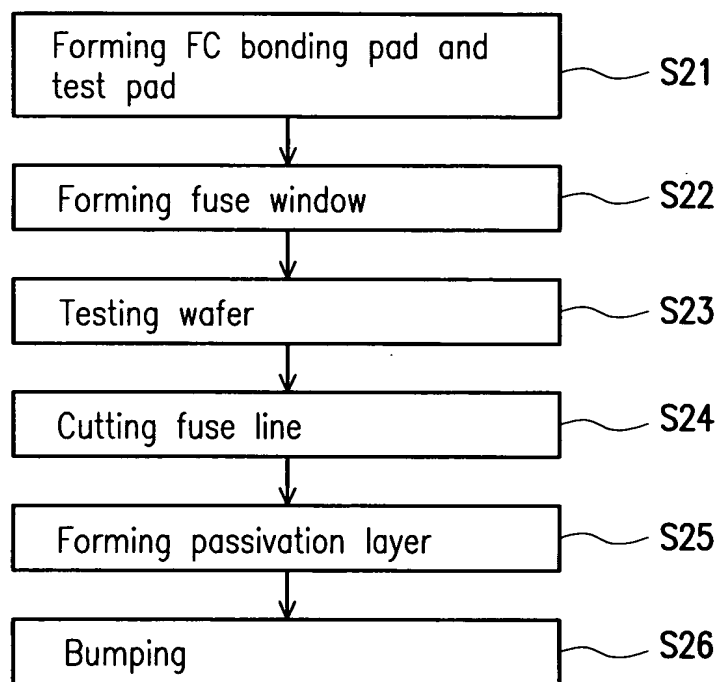 Forming FC bonding pad and
test pad
S21
Forming fuse window
S22
Testing wafer
S23
Cutting fuse line
S24
Forming passivation layer
S25
Bumping
S26